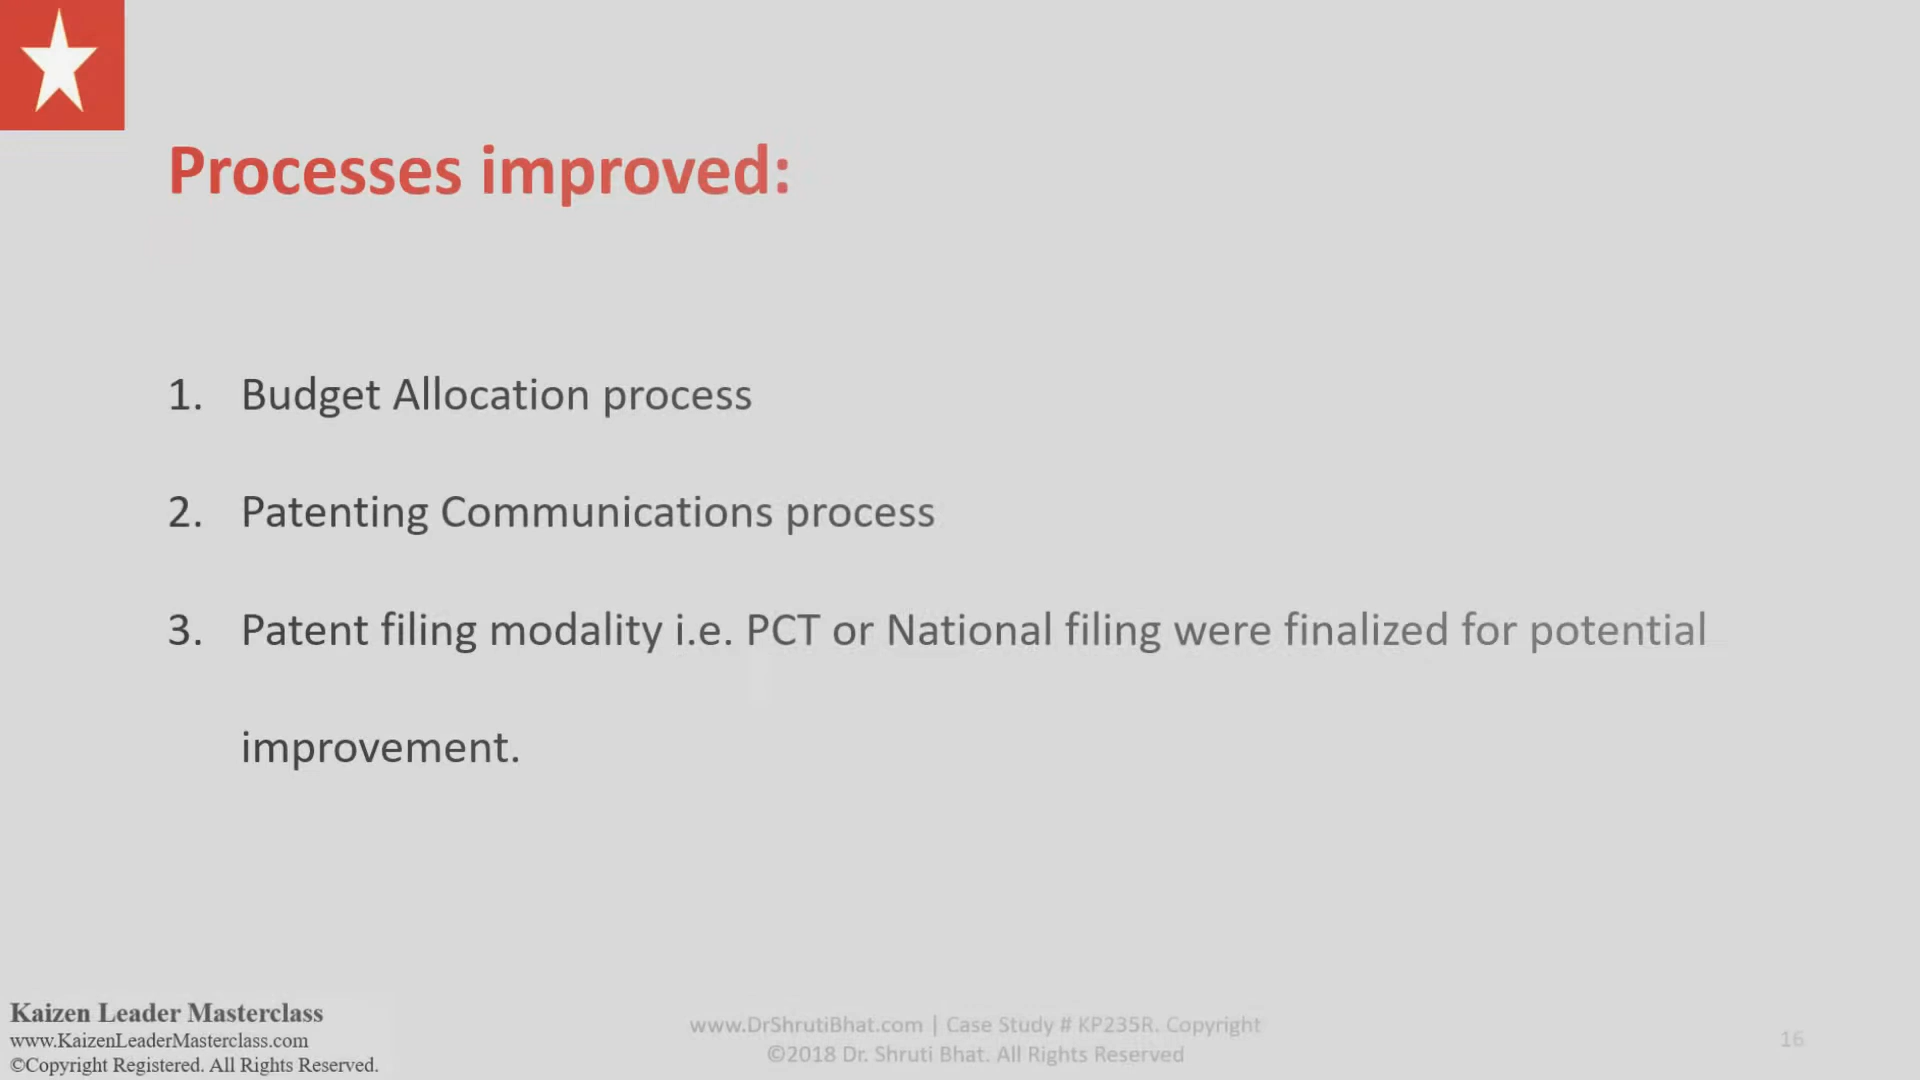 Processes improved:
1. Budget Allocation process
2. Patenting Communications process
3. Patent filing modality i.e. PCT or National filing were finalized for potential
improvement.
Kaizen Leader Masterclass
www.KaizenLeaderMasterclass.com
©Copyright Registered. All Rights Reserved.
www.DrShrutiBhat.com | Case Study # KP235R. Copyright
©2018 Dr. Shruti Bhat. All Rights Reserved
16